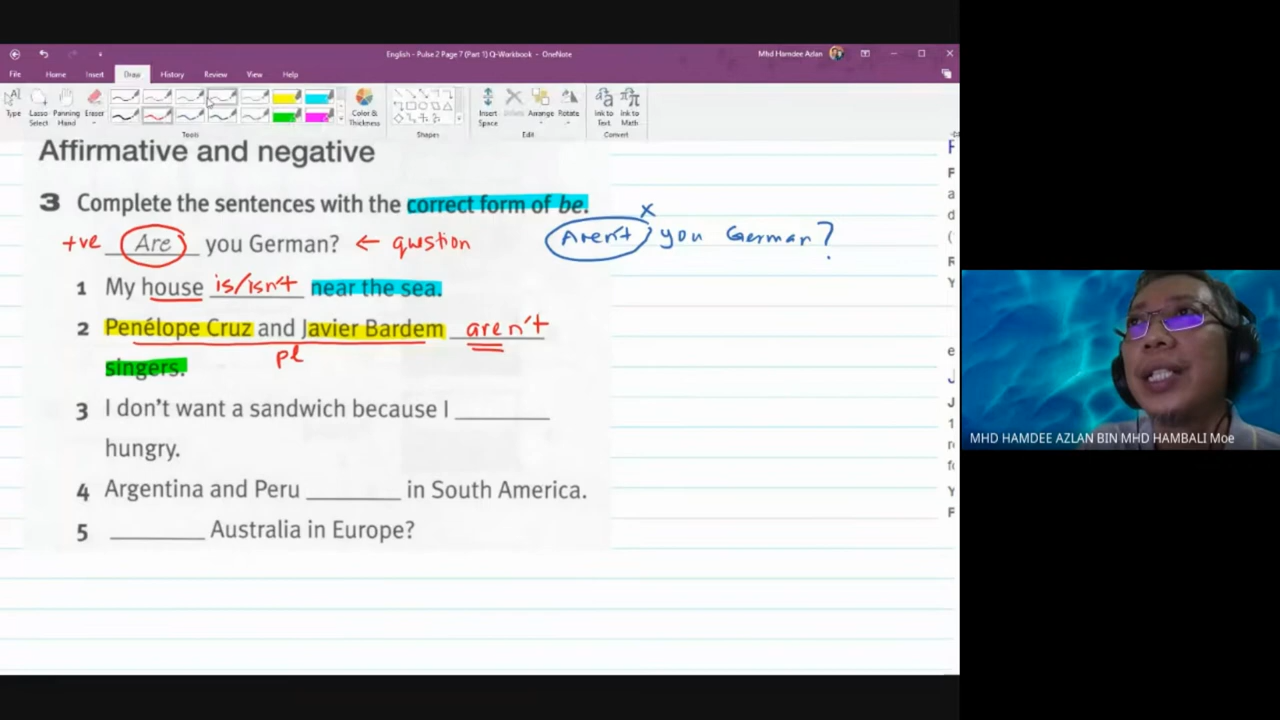 English - Pulse 2 Page 7 (Part 1) Q-Workbook - OneNote
Mhd Hamdee Azlan
File Home Insert Draw History Review View Help
Type Lasso Select Panning Hand Eraser Color & Thickness Insert Space Delete Arrange Rotate Ink to Text Ink to Math
Tools Shapes Edit Convert
Affirmative and negative
3 Complete the sentences with the correct form of be.
+ve Are you German? ← qustion
Aren't x you German?
1 My house is/isn't near the sea.
2 Penélope Cruz and Javier Bardem aren't
pl
singers.
3 I don't want a sandwich because I ________
hungry.
4 Argentina and Peru ________ in South America.
5 ________ Australia in Europe?
MHD HAMDEE AZLAN BIN MHD HAMBALI Moe